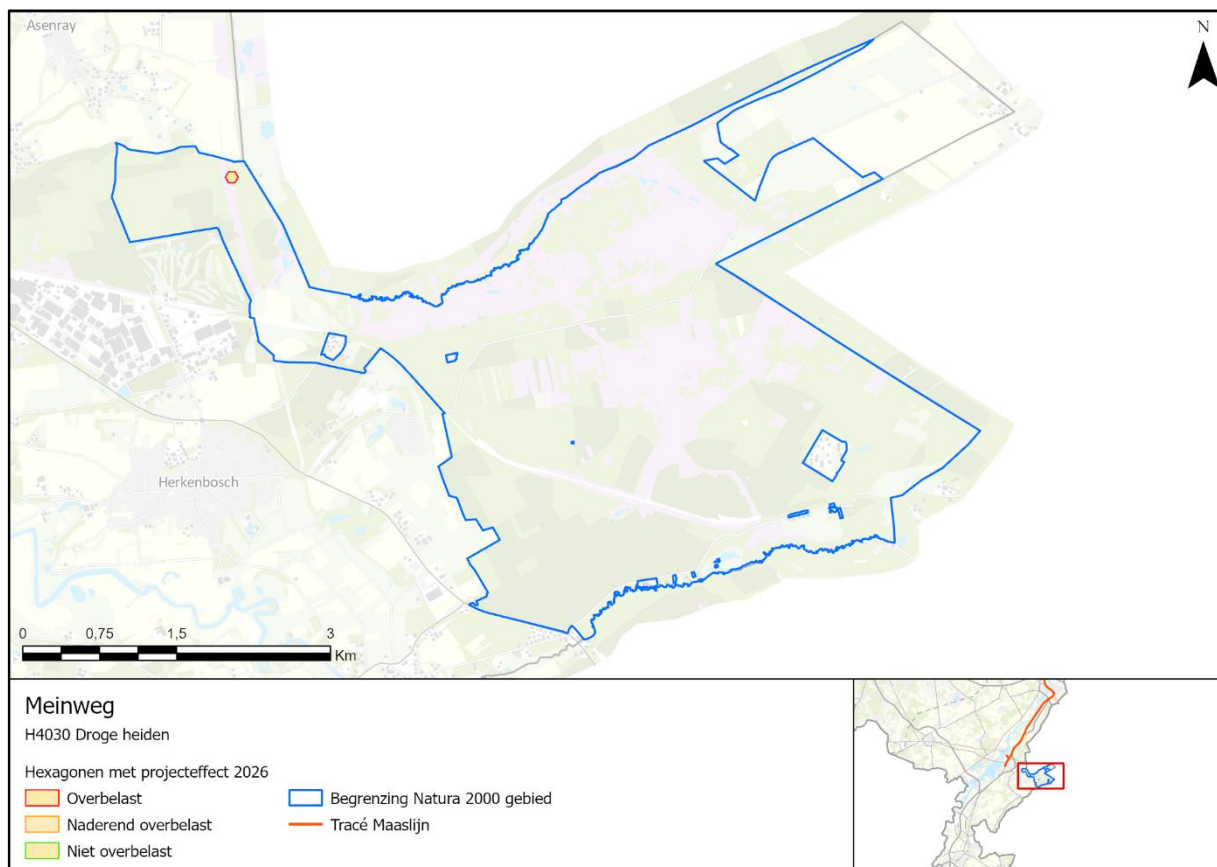 Asenray
N
Herkenbosch
0 0,75 1,5 3
Km
Meinweg
H4030 Droge heiden
Hexagonen met projecteffect 2026
Overbelast
Naderend overbelast
Niet overbelast
Begrenzing Natura 2000 gebied
Tracé Maaslijn